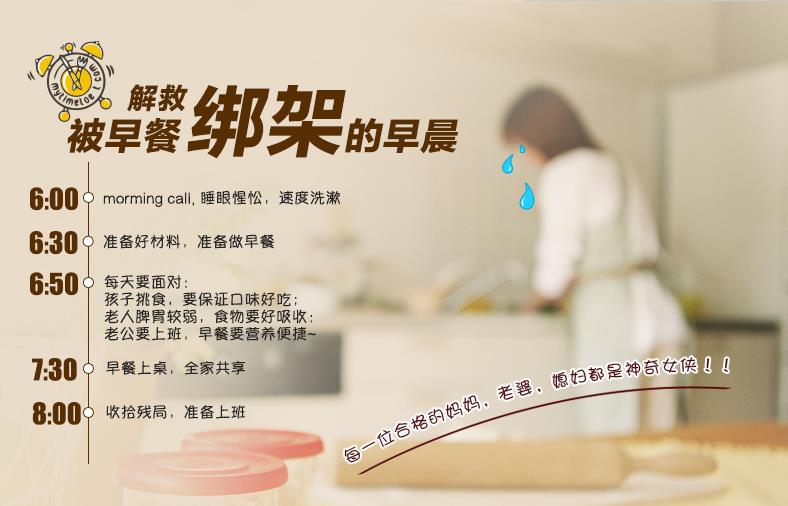 解救
被早餐绑架的早晨
6:00 morming call, 睡眼惺忪，速度洗漱
6:30 准备好材料，准备做早餐
6:50 每天要面对：
孩子挑食，要保证口味好吃；
老人脾胃较弱，食物要好吸收；
老公要上班，早餐要营养便捷~
7:30 早餐上桌，全家共享
8:00 收拾残局，准备上班
每一位合格的妈妈，老婆，媳妇都是神奇女侠！！